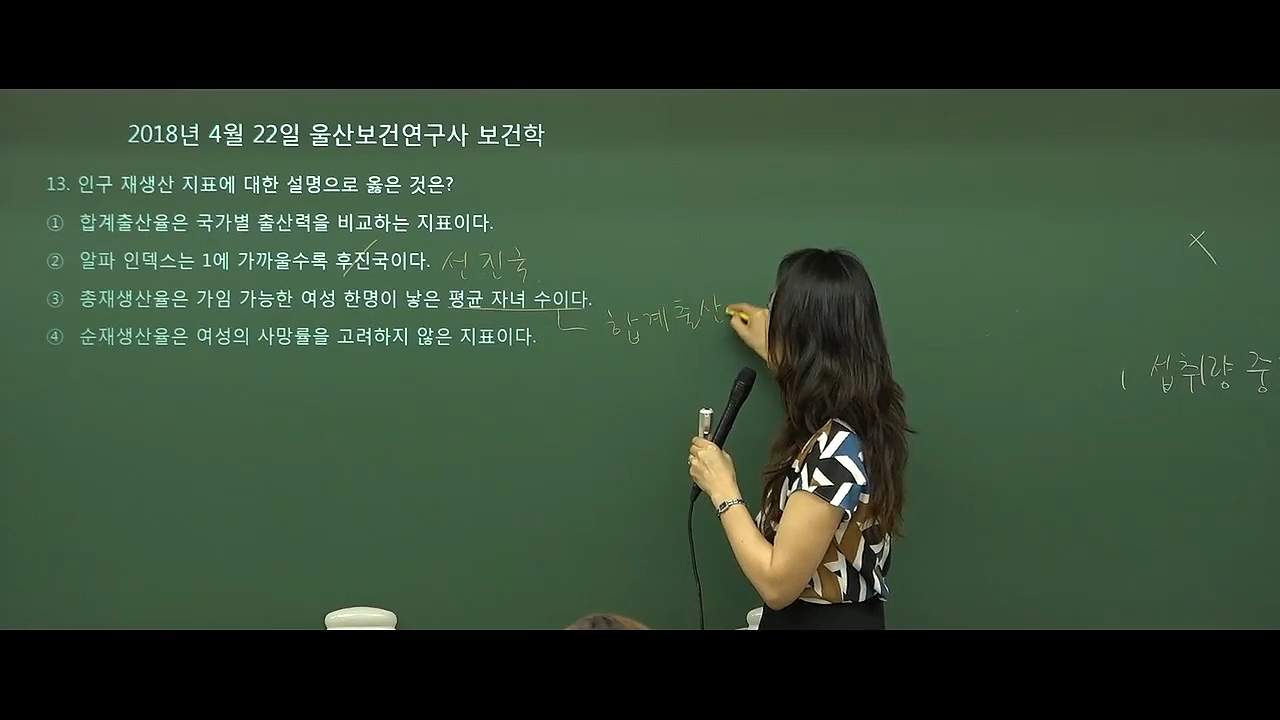 2018년 4월 22일 울산보건연구사 보건학
13. 인구 재생산 지표에 대한 설명으로 옳은 것은?
① 합계출산율은 국가별 출산력을 비교하는 지표이다.
② 알파 인덱스는 1에 가까울수록 후진국이다. 선진국
③ 총재생산율은 가임 가능한 여성 한명이 낳은 평균 자녀 수이다.
합계출산
④ 순재생산율은 여성의 사망률을 고려하지 않은 지표이다.
섭취량 중